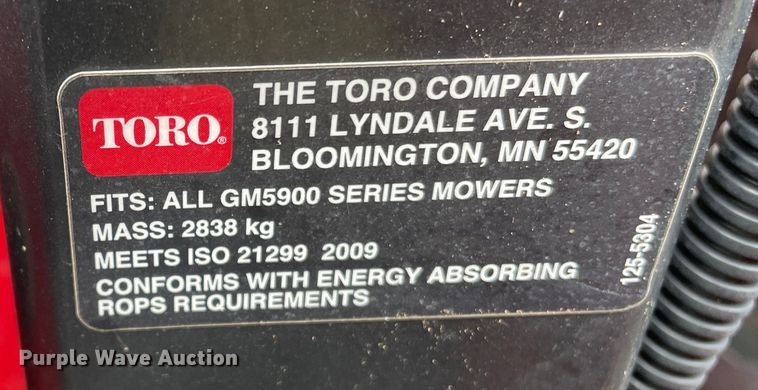 TORO®
THE TORO COMPANY
8111 LYNDALE AVE. S.
BLOOMINGTON, MN 55420
FITS: ALL GM5900 SERIES MOWERS
MASS: 2838 kg
MEETS ISO 21299 2009
CONFORMS WITH ENERGY ABSORBING
ROPS REQUIREMENTS
125-5304
Purple Wave Auction